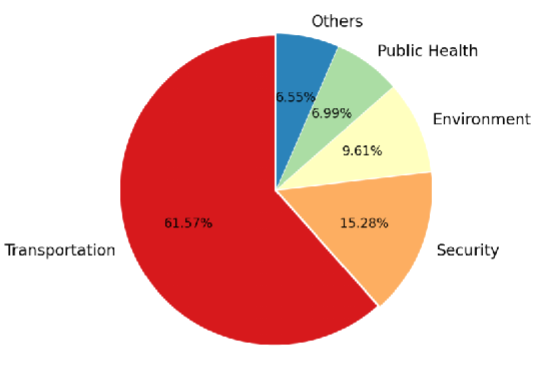 Others
Public Health
6.55%
6.99%
Environment
9.61%
61.57%
15.28%
Transportation
Security